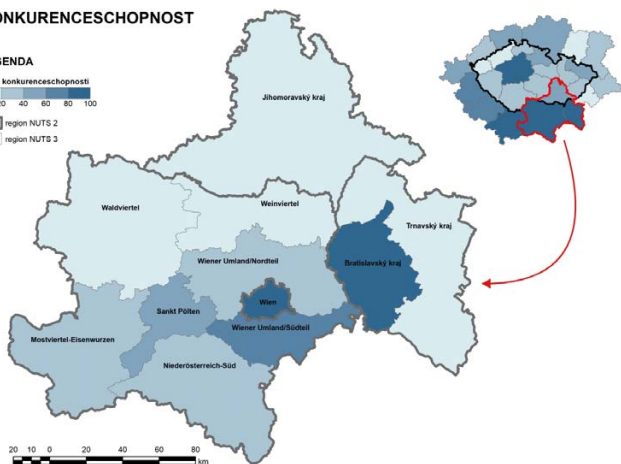 ONKURENCESCHOPNOST
GENDA
konkurenceschopnosti
20 40 60 80 100
region NUTS 2
region NUTS 3
Jihomoravský kraj
Waldviertel
Weinviertel
Trnavský kraj
Wiener Umland/Nordteil
Bratislavský kraj
Wien
Sankt Pölten
Wiener Umland/Südteil
Mostviertel-Eisenwurzen
Niederösterreich-Süd
20 10 0 20 40 60 80
km